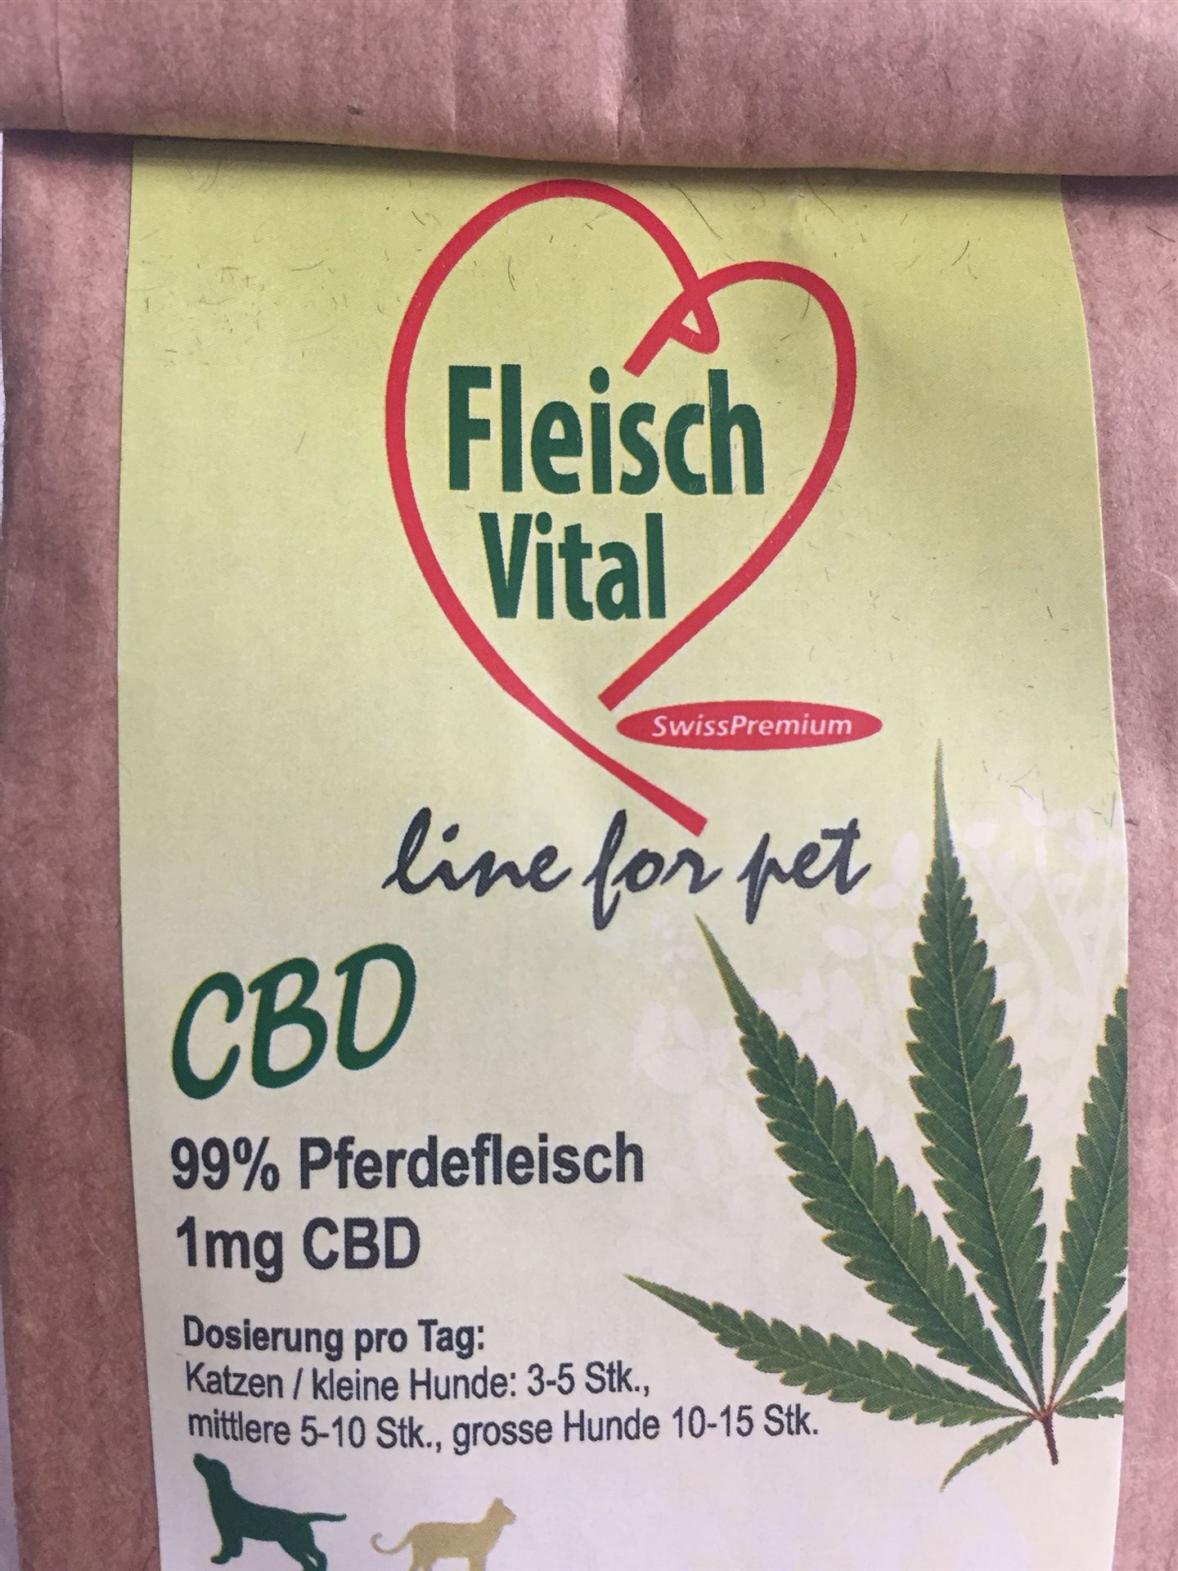 Fleisch
Vital
SwissPremium
line for pet
CBD
99% Pferdefleisch
1mg CBD
Dosierung pro Tag:
Katzen / kleine Hunde: 3-5 Stk.,
mittlere 5-10 Stk., grosse Hunde 10-15 Stk.